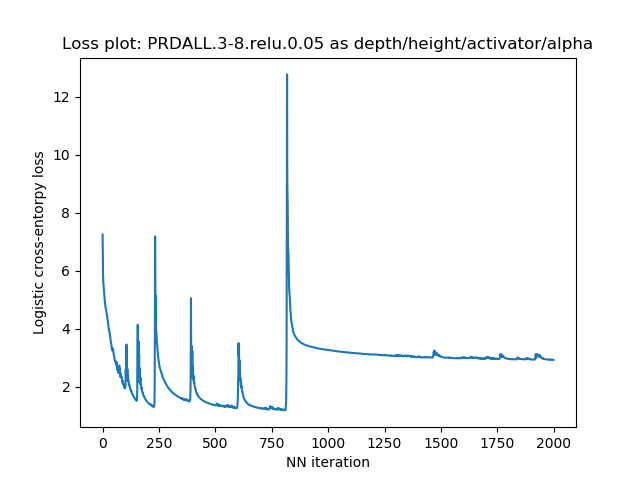 Loss plot: PRDALL.3-8.relu.0.05 as depth/height/activator/alpha
12
10
8
6
4
2
Logistic cross-entorpy loss
0 250 500 750 1000 1250 1500 1750 2000
NN iteration